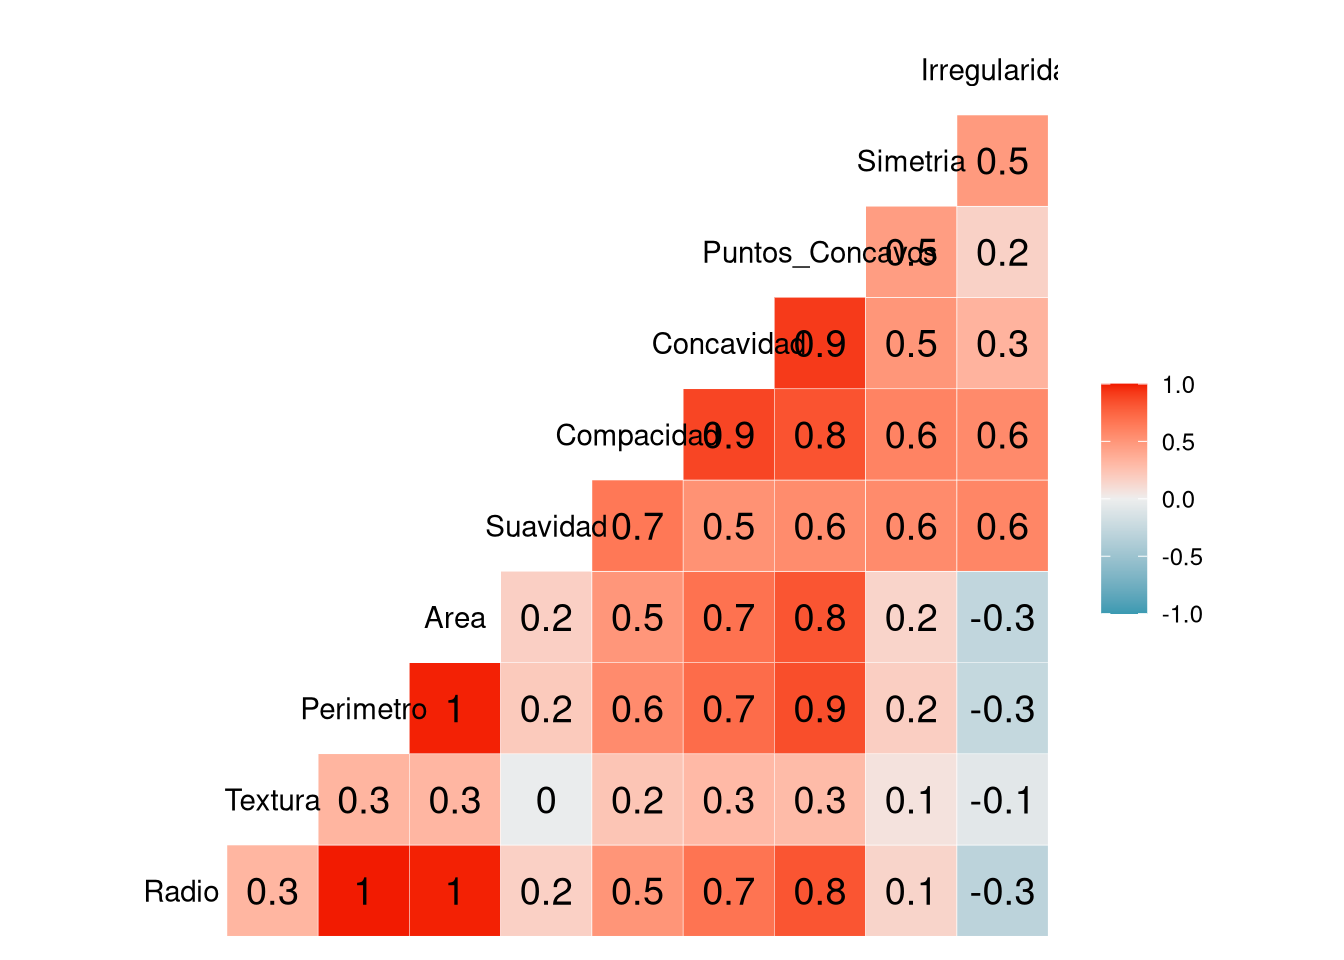 Irregularida
Simetria 0.5
Puntos_Concavos 0.5 0.2
Concavidad 0.9 0.5 0.3
Compacidad 0.9 0.8 0.6 0.6
Suavidad 0.7 0.5 0.6 0.6 0.6
Area 0.2 0.5 0.7 0.8 0.2 -0.3
Perimetro 1 0.2 0.6 0.7 0.9 0.2 -0.3
Textura 0.3 0.3 0 0.2 0.3 0.3 0.1 -0.1
Radio 0.3 1 1 0.2 0.5 0.7 0.8 0.1 -0.3
1.0
0.5
0.0
-0.5
-1.0